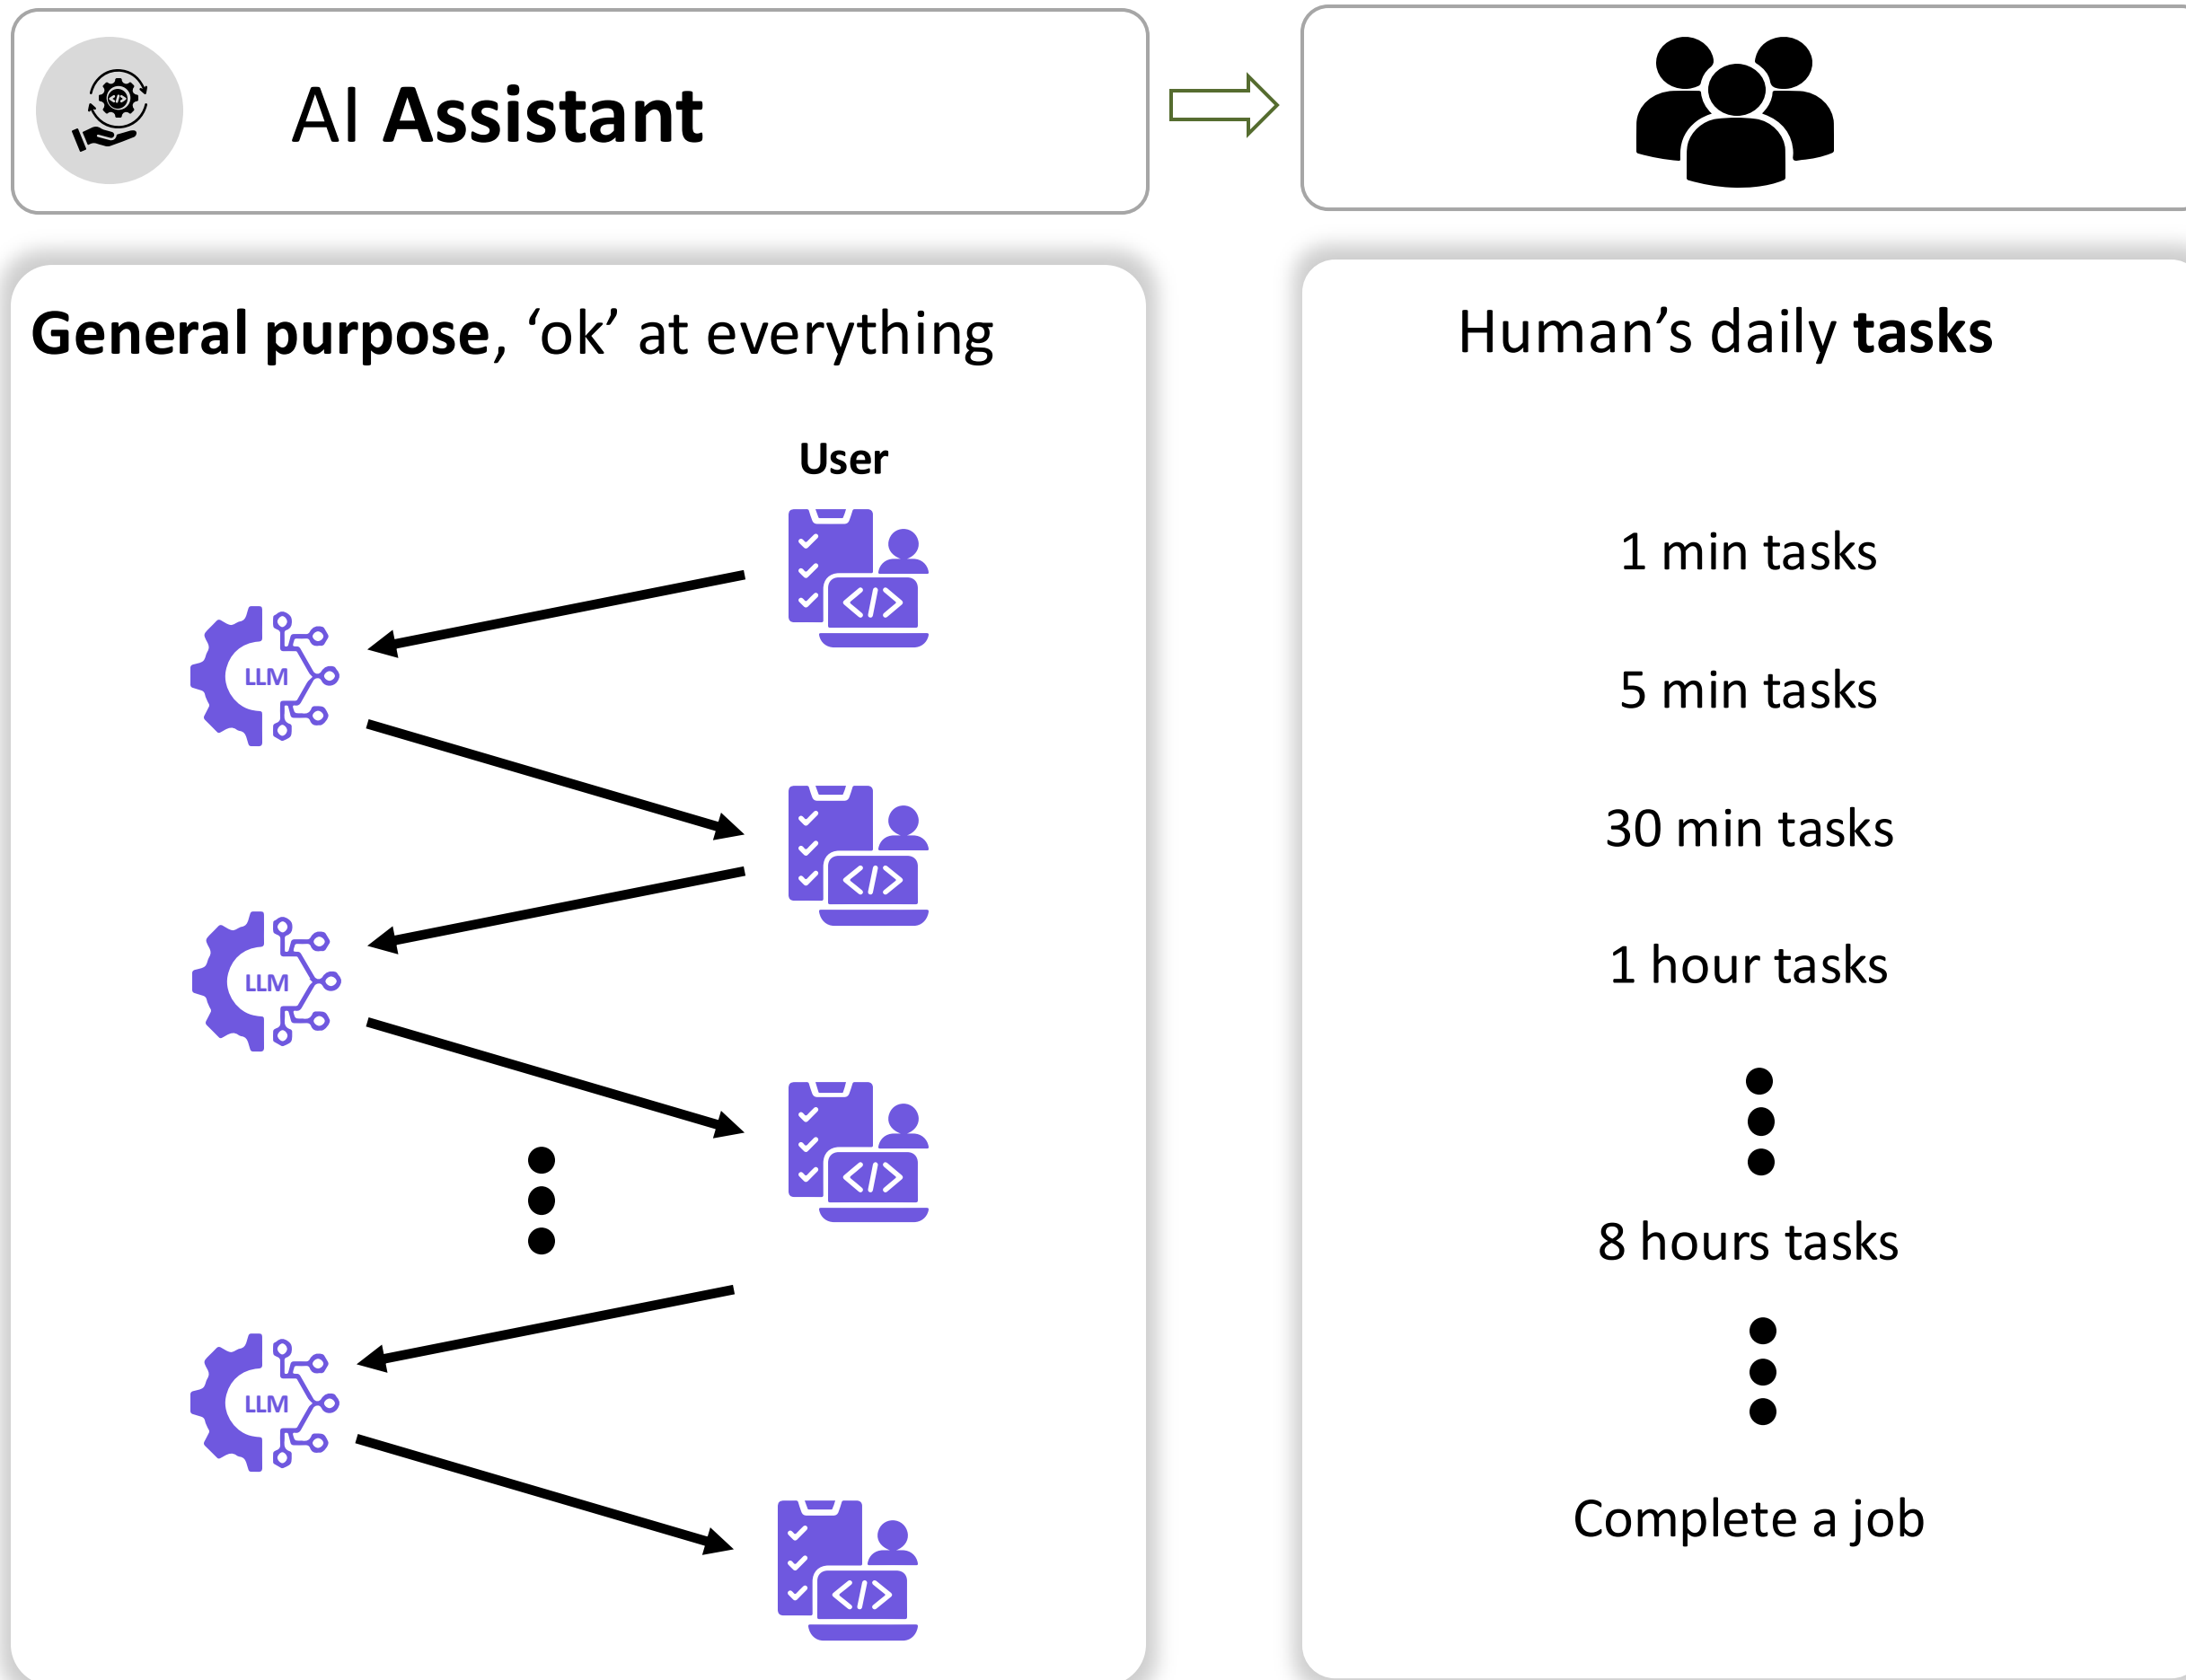 AI Assistant
General purpose, ‘ok’ at everything
User
LLM
LLM
LLM
Human’s daily tasks
1 min tasks
5 min tasks
30 min tasks
1 hour tasks
8 hours tasks
Complete a job